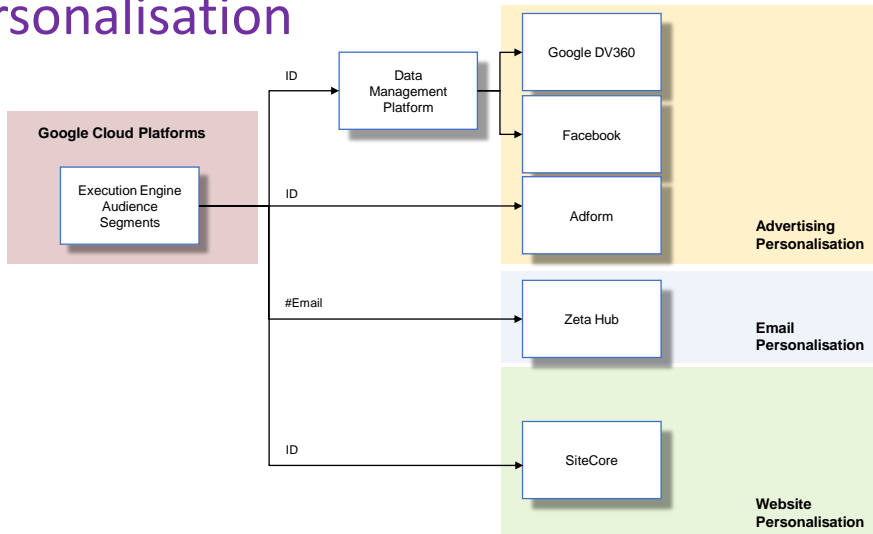 rsonalisation
Google DV360
ID
Data
Management
Platform
Google Cloud Platforms
Facebook
Execution Engine
Audience
Segments
ID
Adform
Advertising
Personalisation
#Email
Zeta Hub
Email
Personalisation
ID
SiteCore
Website
Personalisation